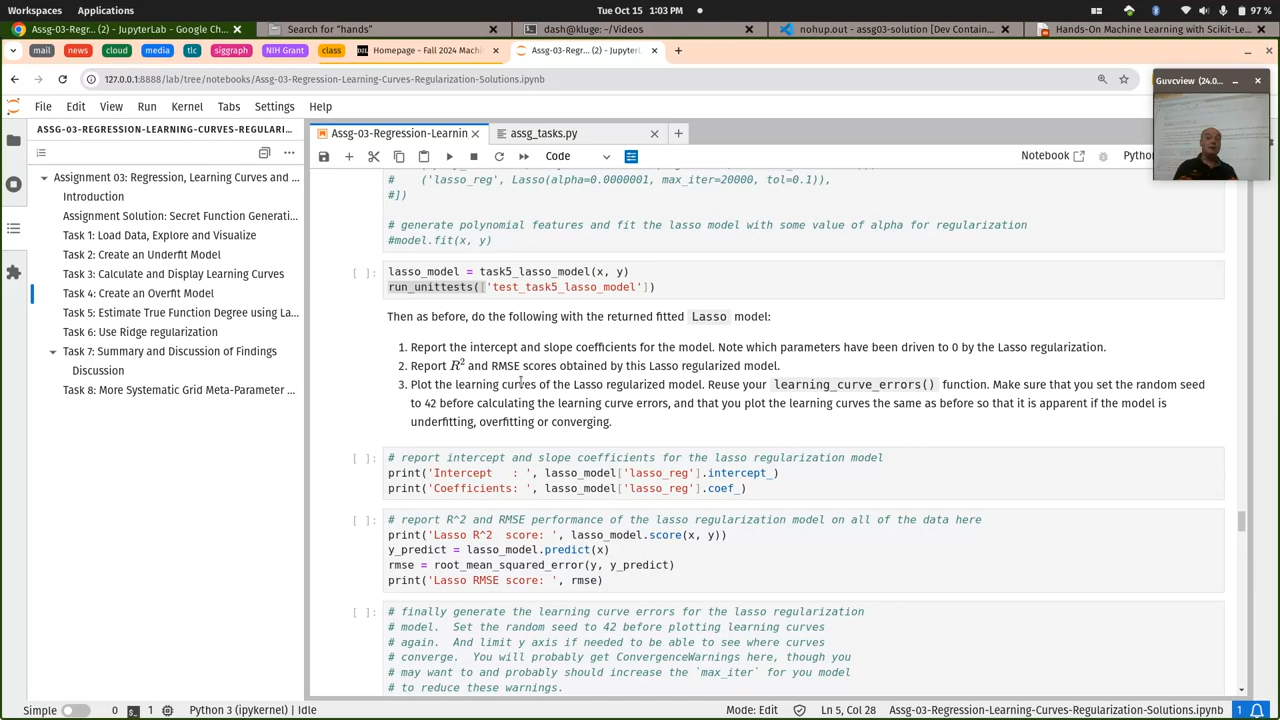 Workspaces Applications Tue Oct 15 1:03 PM 97 %
Assg-03-Regr... (2) - JupyterLab - C Search for "hands" dash@kluge: ~/Videos nohup.out - assg03-solution [Dev Contain... Hands-On Machine Learning with Scikit-Le...
mail news cloud media tlc siggraph NIH Grant class Homepage - Fall 2024 Machi Assg-03-Regr... (2) - Jupyter
127.0.0.1:8888/lab/tree/notebooks/Assg-03-Regression-Learning-Curves-Regularization-Solutions.ipynb
Guvcview (24.0...
File Edit View Run Kernel Tabs Settings Help
ASSG-03-REGRESSION-LEARNING-CURVES-REGULARI...
Assg-03-Regression-Learnin assg_tasks.py
Code Notebook Python
Assignment 03: Regression, Learning Curves and ...
Introduction
Assignment Solution: Secret Function Generati...
Task 1: Load Data, Explore and Visualize
Task 2: Create an Underfit Model
Task 3: Calculate and Display Learning Curves
Task 4: Create an Overfit Model
Task 5: Estimate True Function Degree using La...
Task 6: Use Ridge regularization
Task 7: Summary and Discussion of Findings
Discussion
Task 8: More Systematic Grid Meta-Parameter ...
# ('lasso_reg', Lasso(alpha=0.0000001, max_iter=20000, tol=0.1)),
#])
# generate polynomial features and fit the lasso model with some value of alpha for regularization
#model.fit(x, y)
[ ]: lasso_model = task5_lasso_model(x, y)
run_unittests(['test_task5_lasso_model'])
Then as before, do the following with the returned fitted Lasso model:
1. Report the intercept and slope coefficients for the model. Note which parameters have been driven to 0 by the Lasso regularization.
2. Report R² and RMSE scores obtained by this Lasso regularized model.
3. Plot the learning curves of the Lasso regularized model. Reuse your learning_curve_errors() function. Make sure that you set the random seed
to 42 before calculating the learning curve errors, and that you plot the learning curves the same as before so that it is apparent if the model is
underfitting, overfitting or converging.
[ ]: # report intercept and slope coefficients for the lasso regularization model
print('Intercept   : ', lasso_model['lasso_reg'].intercept_)
print('Coefficients: ', lasso_model['lasso_reg'].coef_)
[ ]: # report R^2 and RMSE performance of the lasso regularization model on all of the data here
print('Lasso R^2  score: ', lasso_model.score(x, y))
y_predict = lasso_model.predict(x)
rmse = root_mean_squared_error(y, y_predict)
print('Lasso RMSE score: ', rmse)
[ ]: # finally generate the learning curve errors for the lasso regularization
# model.  Set the random seed to 42 before plotting learning curves
# again.  And limit y axis if needed to be able to see where curves
# converge.  You will probably get ConvergenceWarnings here, though you
# may want to and probably should increase the `max_iter` for you model
# to reduce these warnings.
Simple 0 1 Python 3 (ipykernel) | Idle Mode: Edit Ln 5, Col 28 Assg-03-Regression-Learning-Curves-Regularization-Solutions.ipynb 1